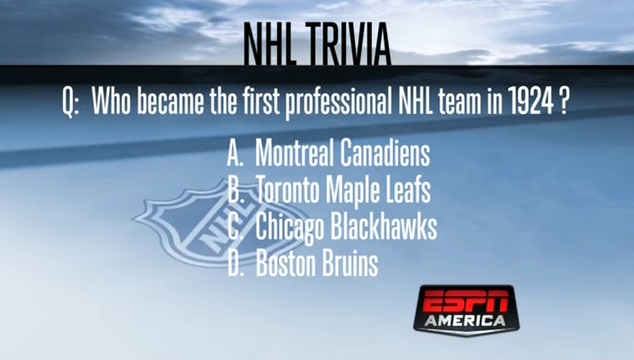 NHL TRIVIA
Q: Who became the first professional NHL team in 1924 ?
A. Montreal Canadiens
B. Toronto Maple Leafs
C. Chicago Blackhawks
D. Boston Bruins
NHL
ESPN
AMERICA